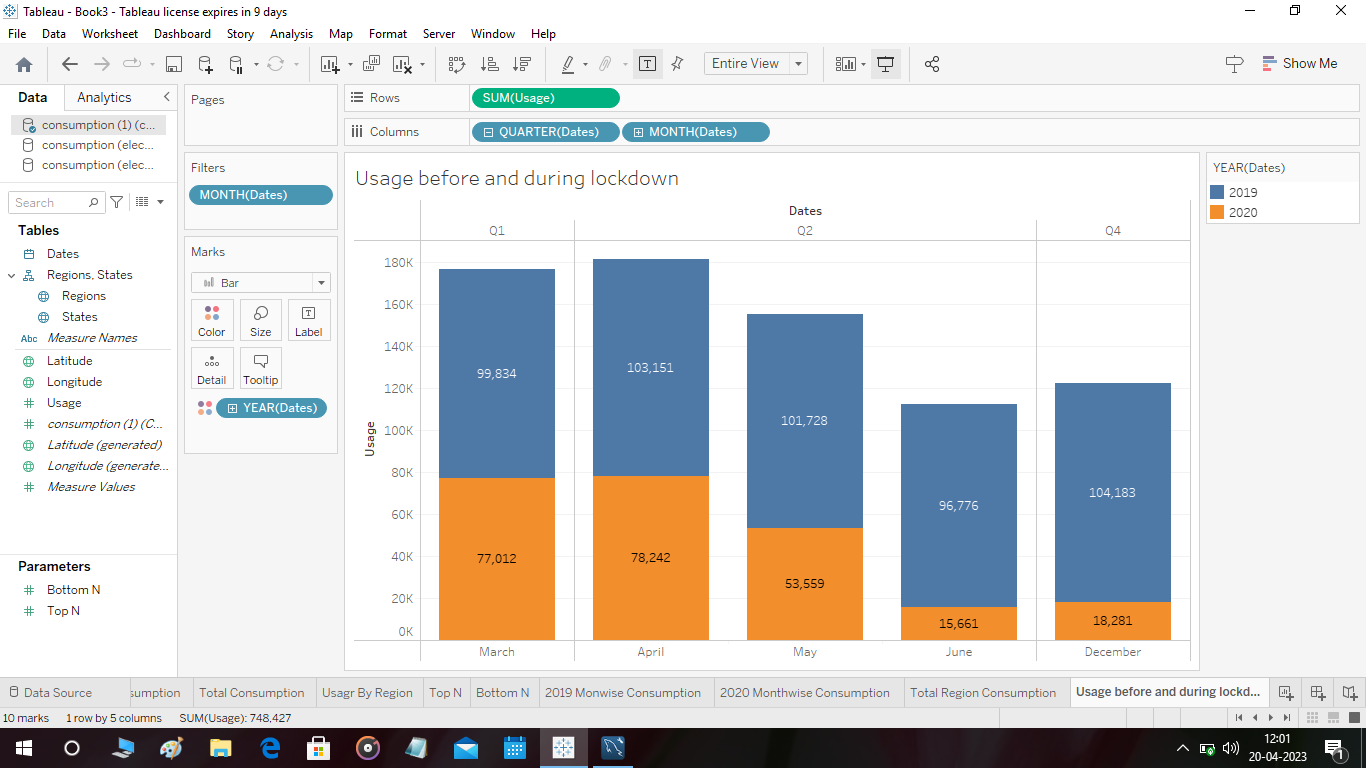 Tableau - Book3 - Tableau license expires in 9 days
File Data Worksheet Dashboard Story Analysis Map Format Server Window Help
Entire View
Show Me
Data Analytics
consumption (1) (c...
consumption (elec...
consumption (elec...
Search
Tables
Dates
Regions, States
Regions
States
Abc Measure Names
Latitude
Longitude
Usage
consumption (1) (C...
Latitude (generated)
Longitude (generate...
Measure Values
Parameters
Bottom N
Top N
Pages
Filters
MONTH(Dates)
Marks
Bar
Color Size Label
Detail Tooltip
YEAR(Dates)
Rows SUM(Usage)
Columns QUARTER(Dates) MONTH(Dates)
Usage before and during lockdown
Dates
Q1 Q2 Q4
180K
160K
140K
120K
100K
80K
60K
40K
20K
0K
Usage
99,834 103,151 101,728 96,776 104,183
77,012 78,242 53,559 15,661 18,281
March April May June December
YEAR(Dates)
2019
2020
Data Source sumption Total Consumption Usagr By Region Top N Bottom N 2019 Monwise Consumption 2020 Monthwise Consumption Total Region Consumption Usage before and during lockd...
10 marks 1 row by 5 columns SUM(Usage): 748,427
12:01
20-04-2023
1